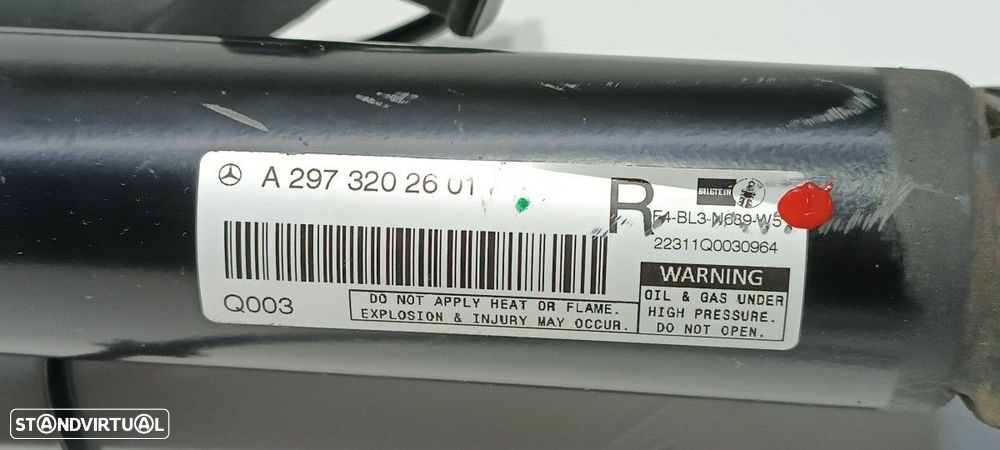 A 297 320 26 01
R
BILSTEIN
F4-BL3-N689-W5
22311Q0030964
WARNING
OIL & GAS UNDER
HIGH PRESSURE.
DO NOT OPEN.
Q003
DO NOT APPLY HEAT OR FLAME.
EXPLOSION & INJURY MAY OCCUR.
STANDVIRTUAL